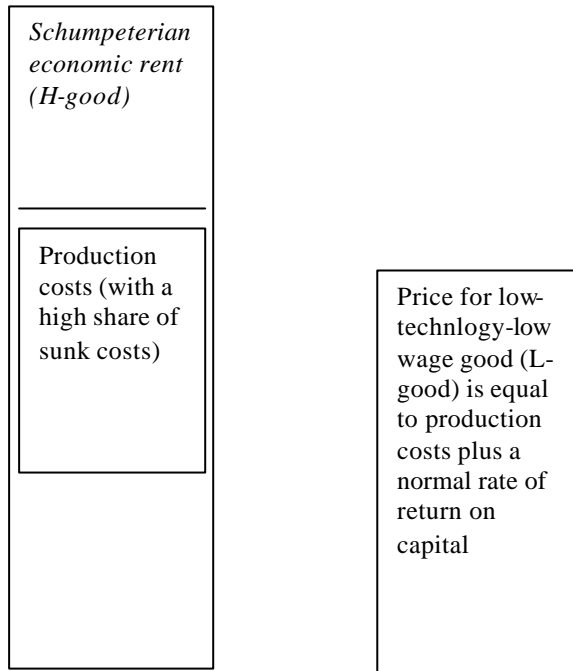 Schumpeterian
economic rent
(H-good)
Production
costs (with a
high share of
sunk costs)
Price for low-
technlogy-low
wage good (L-
good) is equal
to production
costs plus a
normal rate of
return on
capital